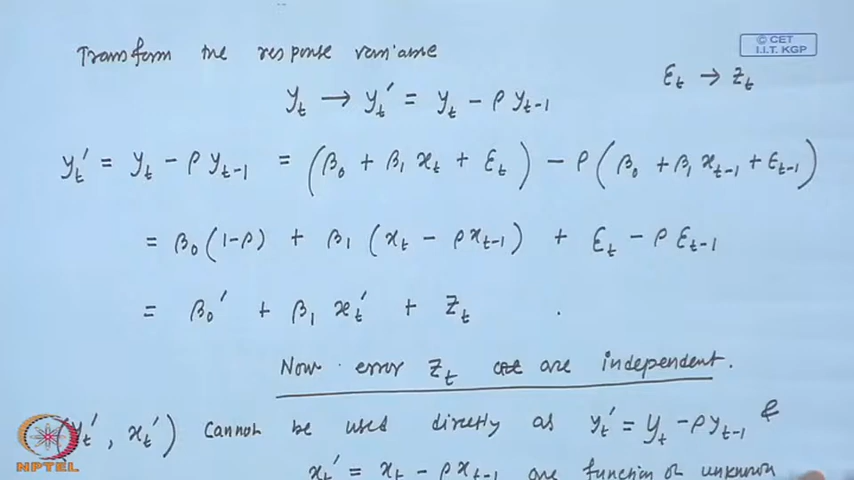 © CET
I.I.T. KGP
Transform the response variable
ε_t → Z_t
y_t → y_t' = y_t - ρ y_{t-1}
y_t' = y_t - ρ y_{t-1} = (β_0 + β_1 x_t + ε_t) - ρ (β_0 + β_1 x_{t-1} + ε_{t-1})
= β_0 (1-ρ) + β_1 (x_t - ρ x_{t-1}) + ε_t - ρ ε_{t-1}
= β_0' + β_1 x_t' + Z_t .
Now error Z_t are independent.
y_t' , x_t') cannot be used directly as y_t' = y_t - ρ y_{t-1} &
x_t' = x_t - ρ x_{t-1} are function of unknown
NPTEL